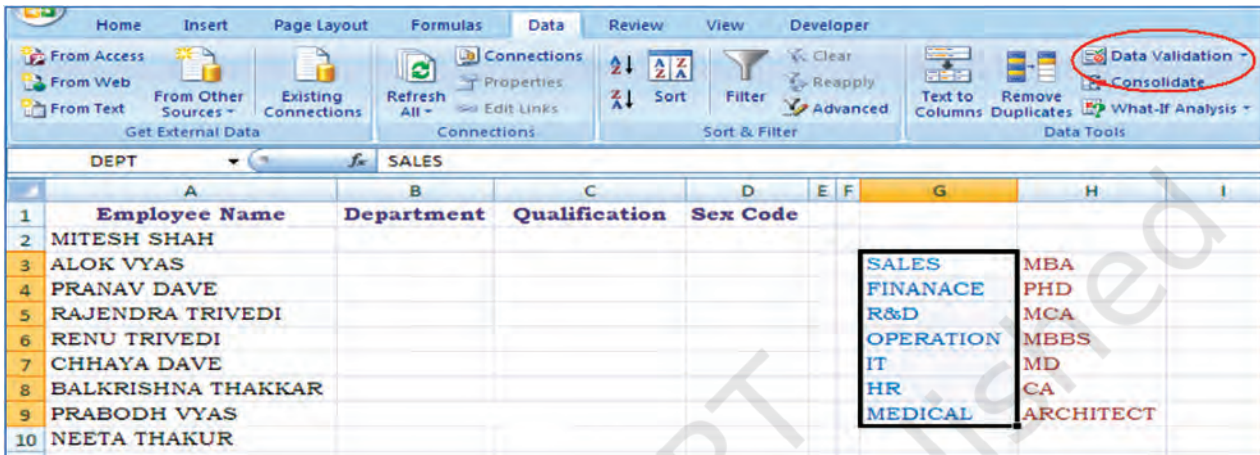 Home Insert Page Layout Formulas Data Review View Developer
From Access
From Web
From Text
From Other Sources
Existing Connections
Get External Data
Refresh All
Connections
Properties
Edit Links
Connections
A Z
Z A
Sort
Filter
Clear
Reapply
Advanced
Sort & Filter
Text to Columns
Remove Duplicates
Data Validation
Consolidate
What-If Analysis
Data Tools
DEPT fx SALES
A B C D E F G H I
1 Employee Name Department Qualification Sex Code
2 MITESH SHAH
3 ALOK VYAS SALES MBA
4 PRANAV DAVE FINANACE PHD
5 RAJENDRA TRIVEDI R&D MCA
6 RENU TRIVEDI OPERATION MBBS
7 CHHAYA DAVE IT MD
8 BALKRISHNA THAKKAR HR CA
9 PRABODH VYAS MEDICAL ARCHITECT
10 NEETA THAKUR